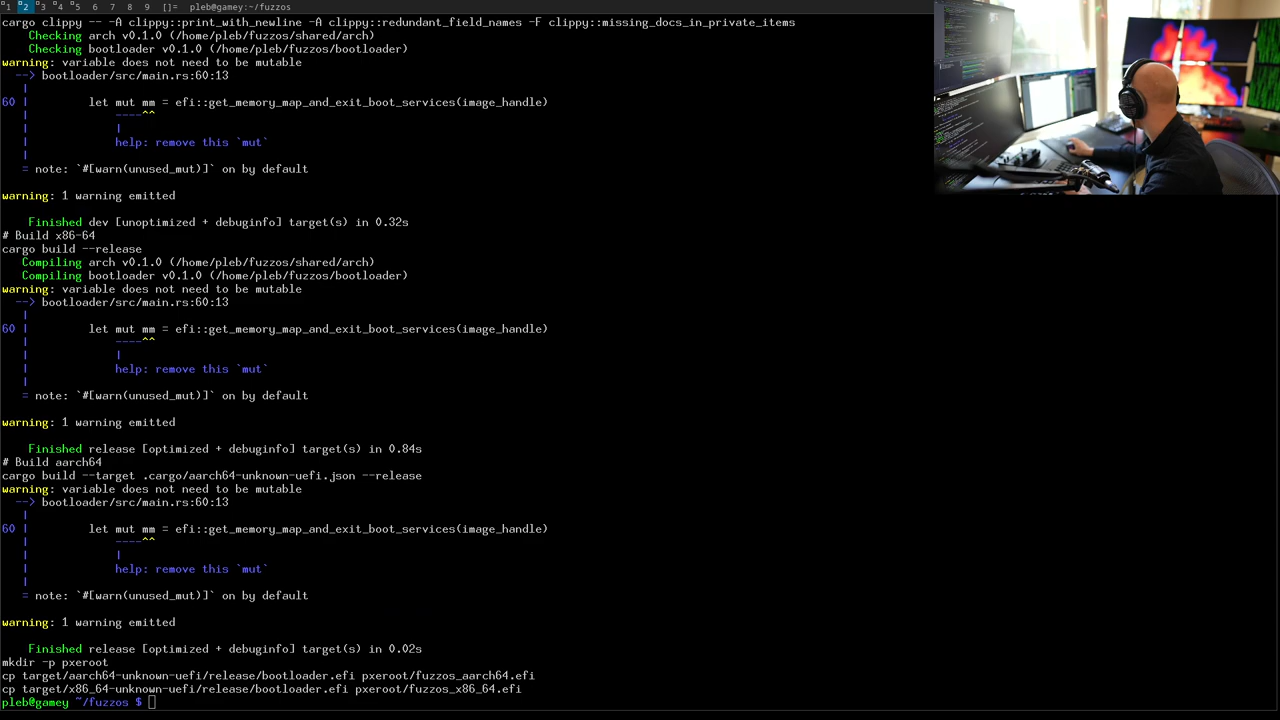 1 2 3 4 5 6 7 8 9 []= pleb@gamey:~/fuzzos
cargo clippy -- -A clippy::print_with_newline -A clippy::redundant_field_names -F clippy::missing_docs_in_private_items
    Checking arch v0.1.0 (/home/pleb/fuzzos/shared/arch)
    Checking bootloader v0.1.0 (/home/pleb/fuzzos/bootloader)
warning: variable does not need to be mutable
  --> bootloader/src/main.rs:60:13
   |
60 |         let mut mm = efi::get_memory_map_and_exit_boot_services(image_handle)
   |             ----^^
   |             |
   |             help: remove this `mut`
   |
   = note: `#[warn(unused_mut)]` on by default
warning: 1 warning emitted
    Finished dev [unoptimized + debuginfo] target(s) in 0.32s
# Build x86-64
cargo build --release
   Compiling arch v0.1.0 (/home/pleb/fuzzos/shared/arch)
   Compiling bootloader v0.1.0 (/home/pleb/fuzzos/bootloader)
warning: variable does not need to be mutable
  --> bootloader/src/main.rs:60:13
   |
60 |         let mut mm = efi::get_memory_map_and_exit_boot_services(image_handle)
   |             ----^^
   |             |
   |             help: remove this `mut`
   |
   = note: `#[warn(unused_mut)]` on by default
warning: 1 warning emitted
    Finished release [optimized + debuginfo] target(s) in 0.84s
# Build aarch64
cargo build --target .cargo/aarch64-unknown-uefi.json --release
warning: variable does not need to be mutable
  --> bootloader/src/main.rs:60:13
   |
60 |         let mut mm = efi::get_memory_map_and_exit_boot_services(image_handle)
   |             ----^^
   |             |
   |             help: remove this `mut`
   |
   = note: `#[warn(unused_mut)]` on by default
warning: 1 warning emitted
    Finished release [optimized + debuginfo] target(s) in 0.02s
mkdir -p pxeroot
cp target/aarch64-unknown-uefi/release/bootloader.efi pxeroot/fuzzos_aarch64.efi
cp target/x86_64-unknown-uefi/release/bootloader.efi pxeroot/fuzzos_x86_64.efi
pleb@gamey ~/fuzzos $